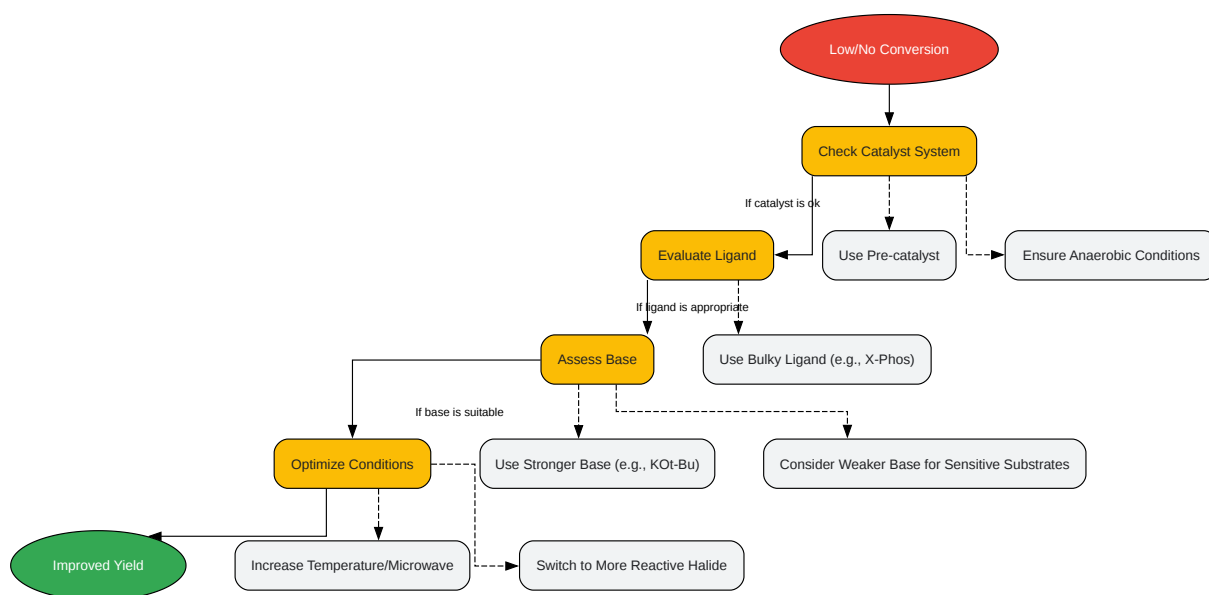 Low/No Conversion
Check Catalyst System
If catalyst is ok
Evaluate Ligand
Use Pre-catalyst
Ensure Anaerobic Conditions
If ligand is appropriate
Assess Base
Use Bulky Ligand (e.g., X-Phos)
If base is suitable
Optimize Conditions
Use Stronger Base (e.g., KOt-Bu)
Consider Weaker Base for Sensitive Substrates
Improved Yield
Increase Temperature/Microwave
Switch to More Reactive Halide